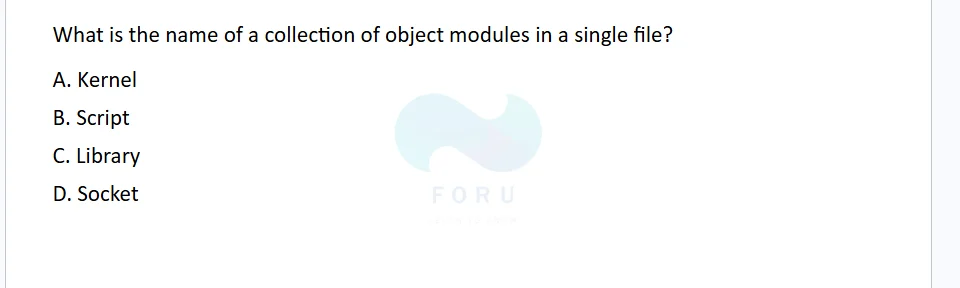 What is the name of a collection of object modules in a single file?
A. Kernel
B. Script
C. Library
D. Socket
FORU